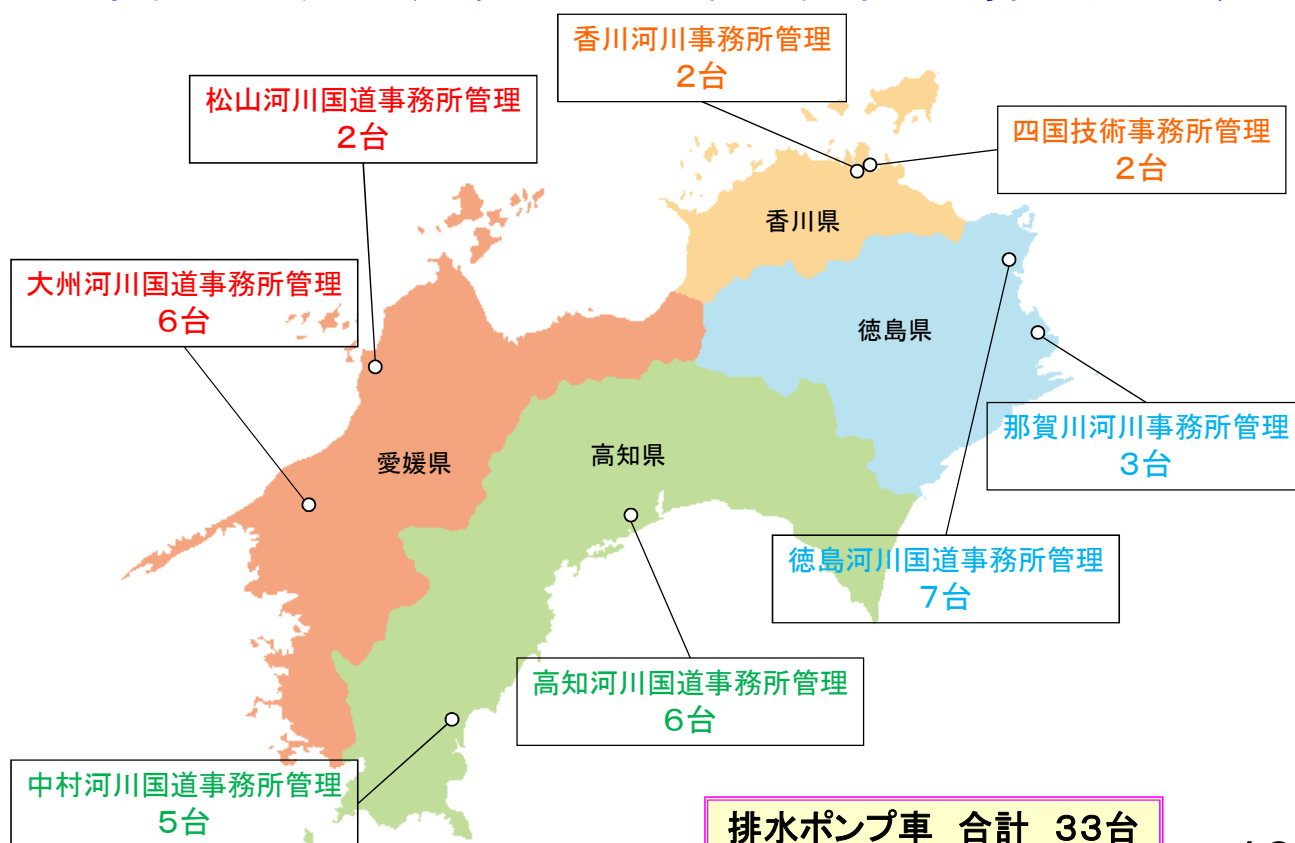 香川河川事務所管理
2台
松山河川国道事務所管理
2台
四国技術事務所管理
2台
香川県
大州河川国道事務所管理
6台
徳島県
那賀川河川事務所管理
3台
愛媛県
高知県
徳島河川国道事務所管理
7台
高知河川国道事務所管理
6台
中村河川国道事務所管理
5台
排水ポンプ車 合計 33台